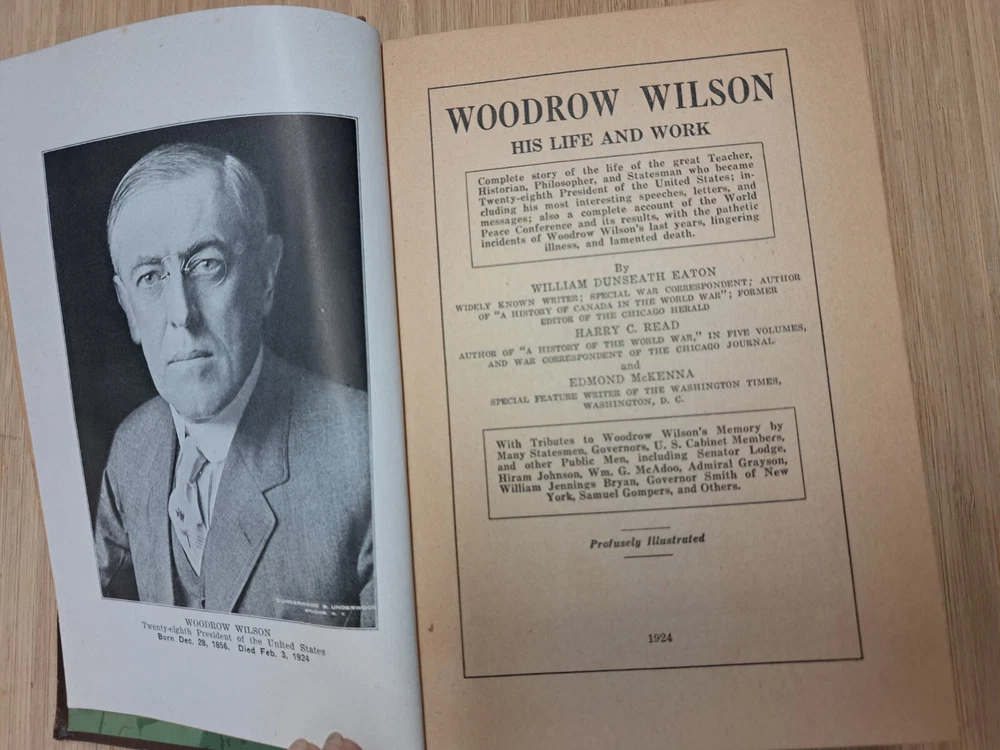 UNDERWOOD & UNDERWOOD
WOODROW WILSON
Twenty-eighth President of the United States
Born Dec. 28, 1856. Died Feb. 3, 1924
WOODROW WILSON
HIS LIFE AND WORK
Complete story of the life of the great Teacher,
Historian, Philosopher, and Statesman who became
Twenty-eighth President of the United States; in-
cluding his most interesting speeches, letters, and
messages; also a complete account of the World
Peace Conference and its results, with the pathetic
incidents of Woodrow Wilson's last years, lingering
illness, and lamented death.
By
WILLIAM DUNSEATH EATON
WIDELY KNOWN WRITER; SPECIAL WAR CORRESPONDENT; AUTHOR
OF "A HISTORY OF CANADA IN THE WORLD WAR"; FORMER
EDITOR OF THE CHICAGO HERALD
HARRY C. READ
AUTHOR OF "A HISTORY OF THE WORLD WAR," IN FIVE VOLUMES,
AND WAR CORRESPONDENT OF THE CHICAGO JOURNAL
and
EDMOND McKENNA
SPECIAL FEATURE WRITER OF THE WASHINGTON TIMES,
WASHINGTON, D. C.
With Tributes to Woodrow Wilson's Memory by
Many Statesmen, Governors, U. S. Cabinet Members,
and other Public Men, including Senator Lodge,
Hiram Johnson, Wm. G. McAdoo, Admiral Grayson,
William Jennings Bryan, Governor Smith of New
York, Samuel Gompers, and Others.
Profusely Illustrated
1924